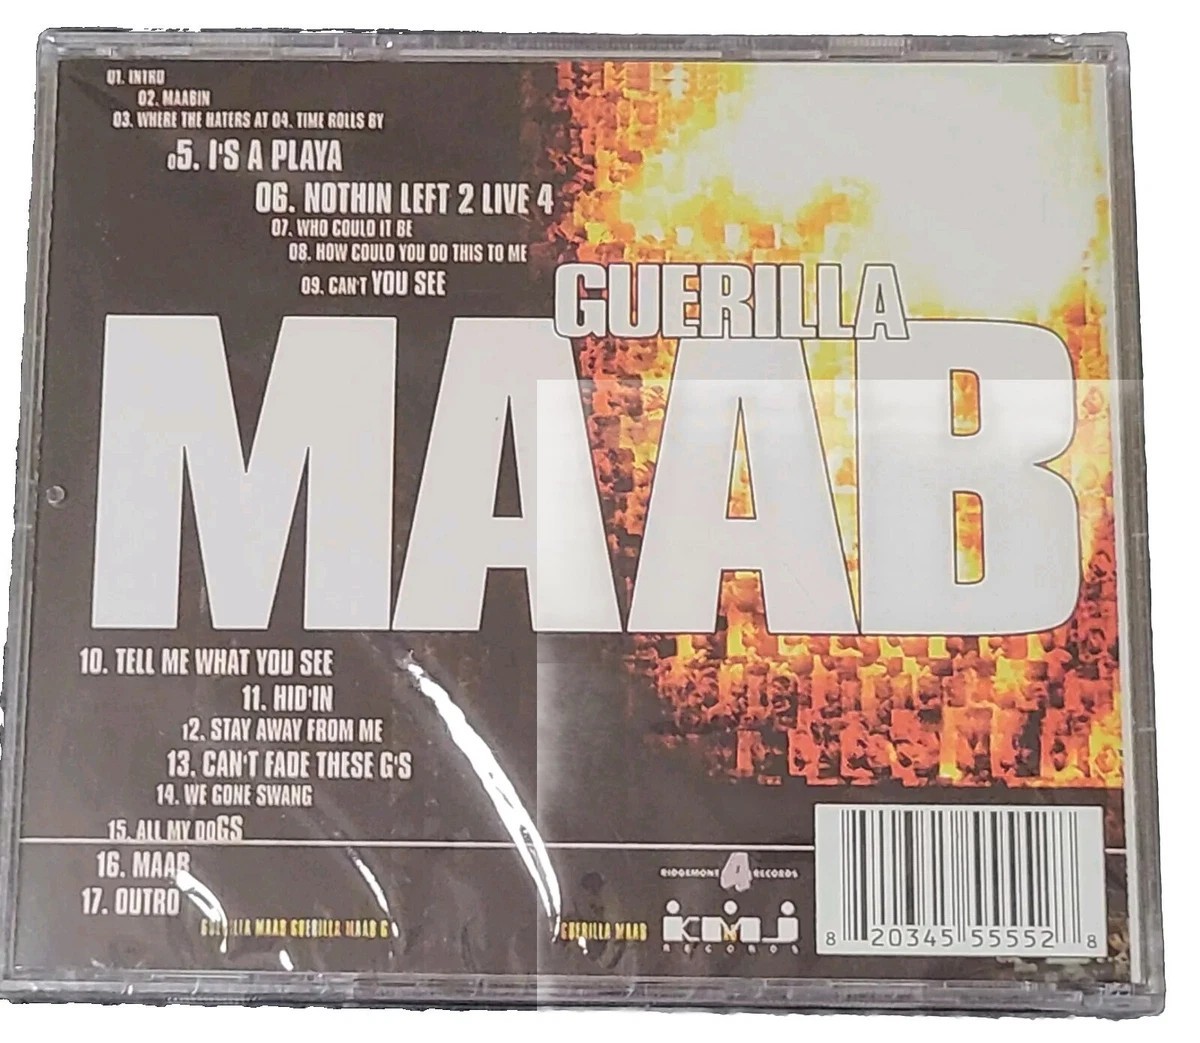 01. INTRO
02. MAABIN
03. WHERE THE HATERS AT 04. TIME ROLLS BY
05. I'S A PLAYA
06. NOTHIN LEFT 2 LIVE 4
07. WHO COULD IT BE
08. HOW COULD YOU DO THIS TO ME
09. CAN'T YOU SEE
GUERILLA
MAAB
10. TELL ME WHAT YOU SEE
11. HID'IN
12. STAY AWAY FROM ME
13. CAN'T FADE THESE G'S
14. WE GONE SWANG
15. ALL MY DOGS
16. MAAB
17. OUTRO
GUERILLA MAAB GUERILLA MAAB G
GUERILLA MAAB
RIDGEMONT 4 RECORDS
KMJ
RECORDS
8 20345 55552 8